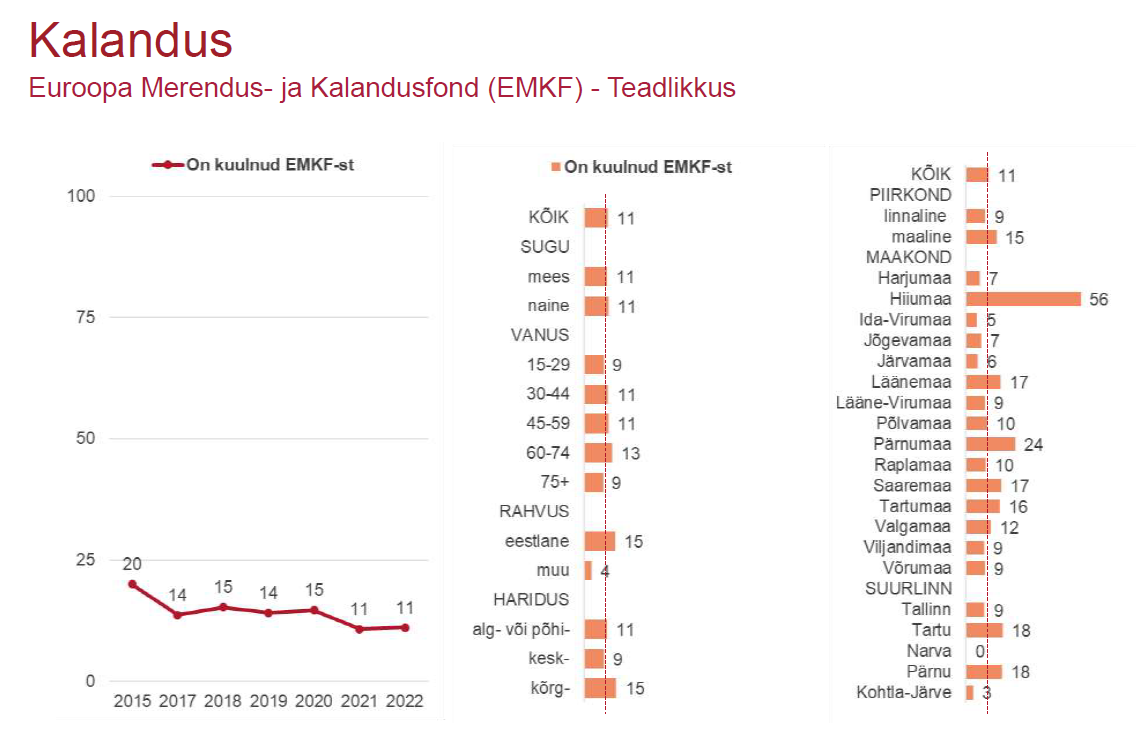 Kalandus
Euroopa Merendus- ja Kalandusfond (EMKF) - Teadlikkus
On kuulnud EMKF-st
100
75
50
25
0
20
14
15
14
15
11
11
2015 2017 2018 2019 2020 2021 2022
On kuulnud EMKF-st
KÕIK 11
SUGU
mees 11
naine 11
VANUS
15-29 9
30-44 11
45-59 11
60-74 13
75+ 9
RAHVUS
eestlane 15
muu 4
HARIDUS
alg- või põhi- 11
kesk- 9
kõrg- 15
KÕIK 11
PIIRKOND
linnaline 9
maaline 15
MAAKOND
Harjumaa 7
Hiiumaa 56
Ida-Virumaa 5
Jõgevamaa 7
Järvamaa 6
Läänemaa 17
Lääne-Virumaa 9
Põlvamaa 10
Pärnumaa 24
Raplamaa 10
Saaremaa 17
Tartumaa 16
Valgamaa 12
Viljandimaa 9
Võrumaa 9
SUURLINN
Tallinn 9
Tartu 18
Narva 0
Pärnu 18
Kohtla-Järve 3